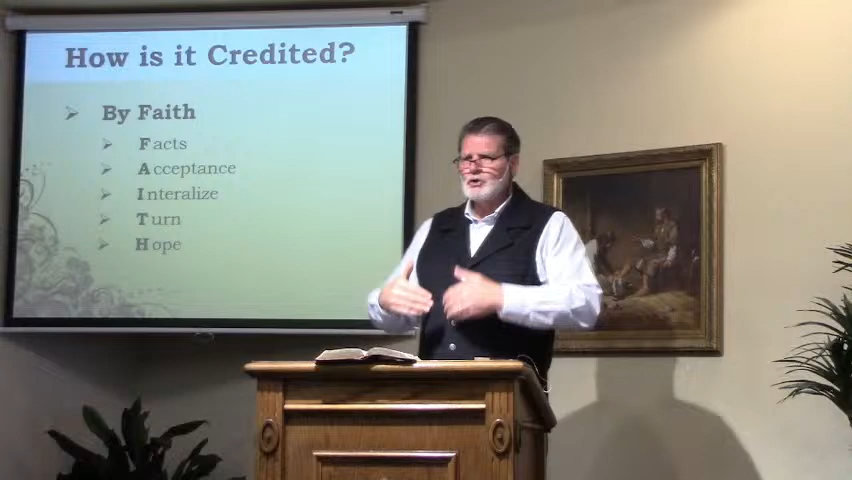 How is it Credited?
By Faith
Facts
Acceptance
Interalize
Turn
Hope